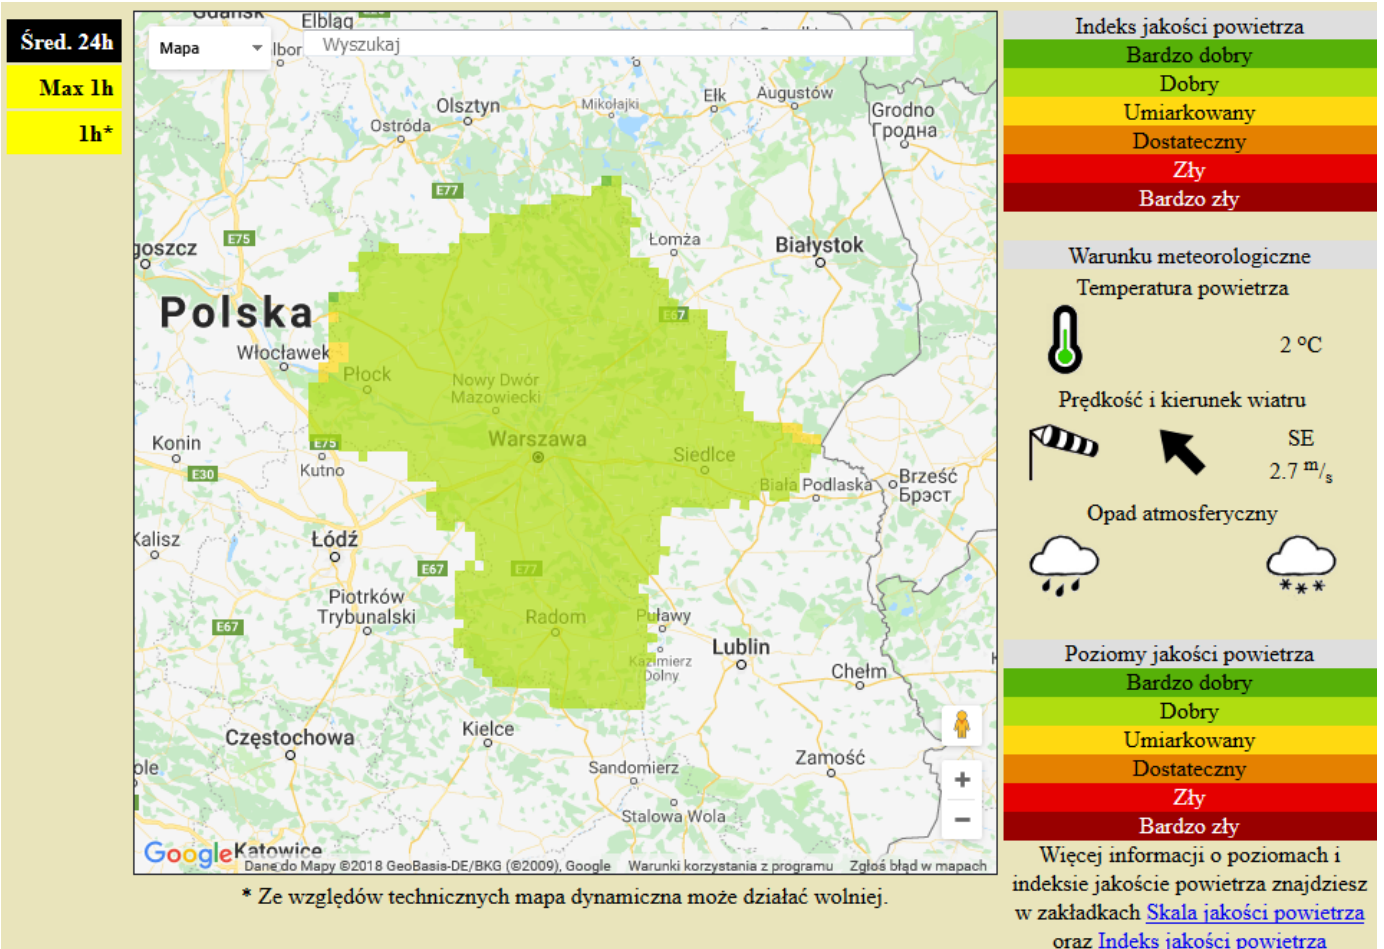 Śred. 24h
Max 1h
1h*
Mapa
Wyszukaj
Gdańsk
Elbląg
Olsztyn
Ostróda
Mikołajki
Ełk
Augustów
Grodno
Гродна
E77
Łomża
Białystok
E75
goszcz
E67
Polska
Włocławek
Płock
Nowy Dwór
Mazowiecki
Warszawa
Siedlce
Konin
E75
Kutno
E30
Biała Podlaska
Brześć
Брэст
Kalisz
Łódź
E67
E77
Piotrków
Trybunalski
E67
Radom
Puławy
Lublin
Kazimierz
Dolny
Chełm
Kielce
Częstochowa
Sandomierz
Zamość
Stalowa Wola
Google
Katowice
Dane do Mapy ©2018 GeoBasis-DE/BKG (©2009), Google
Warunki korzystania z programu
Zgłoś błąd w mapach
* Ze względów technicznych mapa dynamiczna może działać wolniej.
Indeks jakości powietrza
Bardzo dobry
Dobry
Umiarkowany
Dostateczny
Zły
Bardzo zły
Warunku meteorologiczne
Temperatura powietrza
2 °C
Prędkość i kierunek wiatru
SE
2.7 m/s
Opad atmosferyczny
Poziomy jakości powietrza
Bardzo dobry
Dobry
Umiarkowany
Dostateczny
Zły
Bardzo zły
Więcej informacji o poziomach i
indeksie jakoście powietrza znajdziesz
w zakładkach Skala jakości powietrza
oraz Indeks jakości powietrza